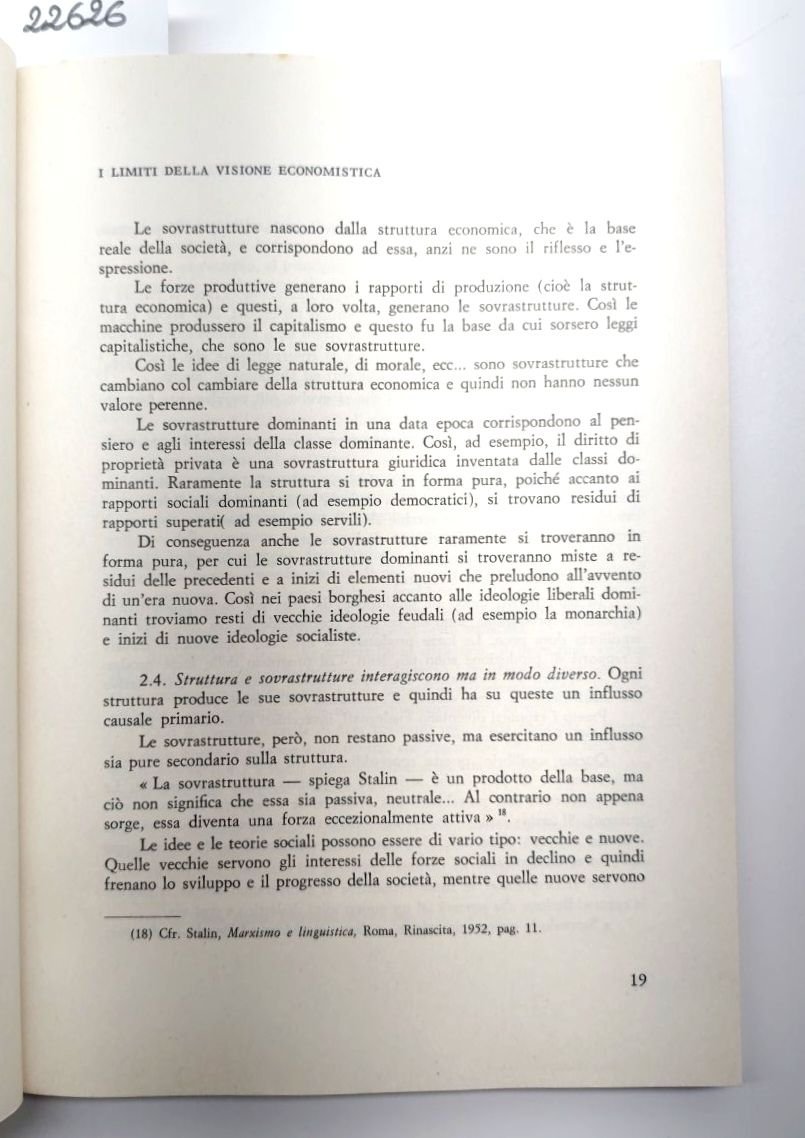 22626
I LIMITI DELLA VISIONE ECONOMISTICA
Le sovrastrutture nascono dalla struttura economica, che è la base
reale della società, e corrispondono ad essa, anzi ne sono il riflesso e l'e-
spressione.
Le forze produttive generano i rapporti di produzione (cioè la strut-
tura economica) e questi, a loro volta, generano le sovrastrutture. Così le
macchine produssero il capitalismo e questo fu la base da cui sorsero leggi
capitalistiche, che sono le sue sovrastrutture.
Così le idee di legge naturale, di morale, ecc... sono sovrastrutture che
cambiano col cambiare della struttura economica e quindi non hanno nessun
valore perenne.
Le sovrastrutture dominanti in una data epoca corrispondono al pen-
siero e agli interessi della classe dominante. Così, ad esempio, il diritto di
proprietà privata è una sovrastruttura giuridica inventata dalle classi do-
minanti. Raramente la struttura si trova in forma pura, poiché accanto ai
rapporti sociali dominanti (ad esempio democratici), si trovano residui di
rapporti superati( ad esempio servili).
Di conseguenza anche le sovrastrutture raramente si troveranno in
forma pura, per cui le sovrastrutture dominanti si troveranno miste a re-
sidui delle precedenti e a inizi di elementi nuovi che preludono all'avvento
di un'era nuova. Così nei paesi borghesi accanto alle ideologie liberali domi-
nanti troviamo resti di vecchie ideologie feudali (ad esempio la monarchia)
e inizi di nuove ideologie socialiste.
2.4. Struttura e sovrastrutture interagiscono ma in modo diverso. Ogni
struttura produce le sue sovrastrutture e quindi ha su queste un influsso
causale primario.
Le sovrastrutture, però, non restano passive, ma esercitano un influsso
sia pure secondario sulla struttura.
« La sovrastruttura — spiega Stalin — è un prodotto della base, ma
ciò non significa che essa sia passiva, neutrale... Al contrario non appena
sorge, essa diventa una forza eccezionalmente attiva » 18.
Le idee e le teorie sociali possono essere di vario tipo: vecchie e nuove.
Quelle vecchie servono gli interessi delle forze sociali in declino e quindi
frenano lo sviluppo e il progresso della società, mentre quelle nuove servono
(18) Cfr. Stalin, Marxismo e linguistica, Roma, Rinascita, 1952, pag. 11.
19